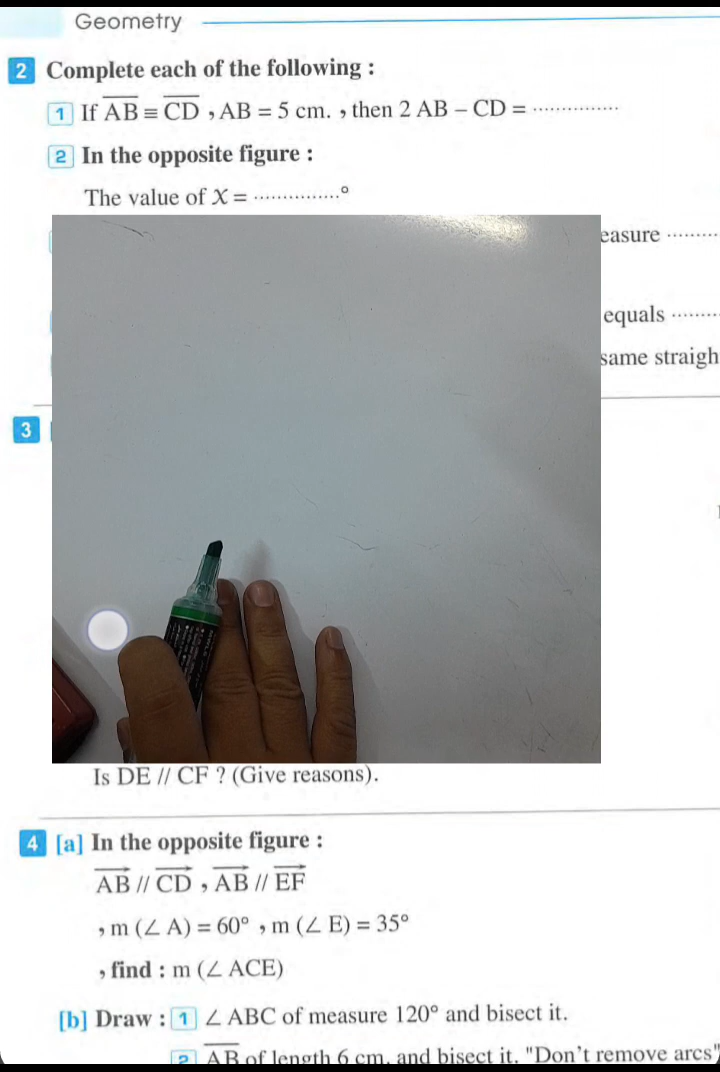 Geometry
2 Complete each of the following :
1 If AB ≡ CD , AB = 5 cm. , then 2 AB – CD = ...............
2 In the opposite figure :
The value of X = ...............°
easure .........
equals ........
same straigh
3
Is DE // CF ? (Give reasons).
4 [a] In the opposite figure :
AB // CD , AB // EF
, m (∠ A) = 60° , m (∠ E) = 35°
, find : m (∠ ACE)
[b] Draw : 1 ∠ ABC of measure 120° and bisect it.
2 AB of length 6 cm. and bisect it. "Don't remove arcs"